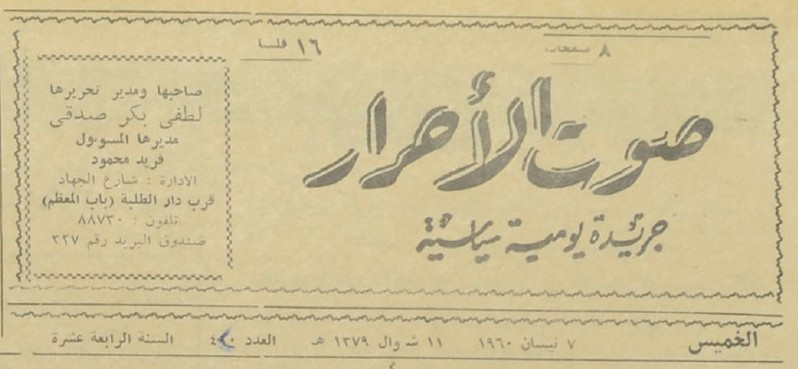 ٨ صفحات
١٦ فلسا
صوت الأحرار
جريدة يومية سياسية
صاحبها ومدير تحريرها
لطفي بكر صدقي
مديرها المسوءول
فريد محمود
الادارة : شارع الجهاد
قرب دار الطلبة (باب المعظم)
تلفون : ٨٨٧٣٠
صندوق البريد رقم ٣٢٧
الخميس
٧ نيسان ١٩٦٠
١١ شوال ١٣٧٩ هـ
العدد
السنة الرابعة عشرة